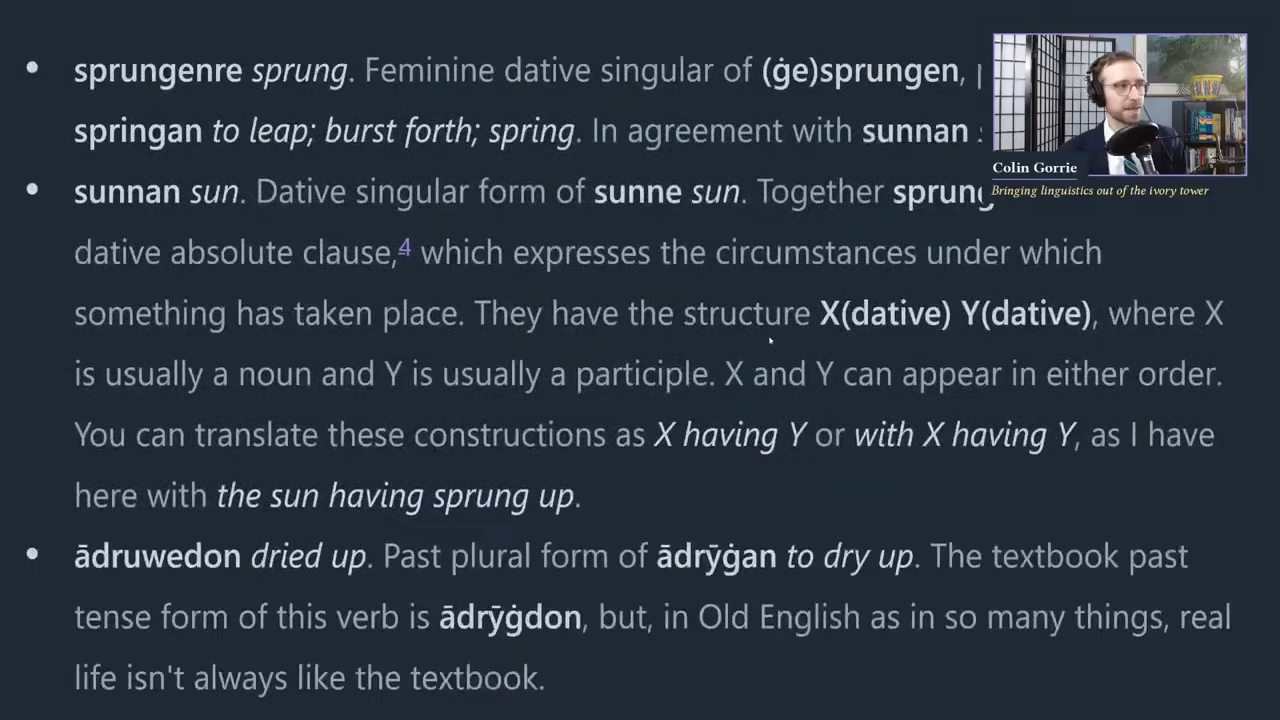 • sprungenre sprung. Feminine dative singular of (ġe)sprungen,
springan to leap; burst forth; spring. In agreement with sunnan
• sunnan sun. Dative singular form of sunne sun. Together
dative absolute clause,4 which expresses the circumstances under which
something has taken place. They have the structure X(dative) Y(dative), where X
is usually a noun and Y is usually a participle. X and Y can appear in either order.
You can translate these constructions as X having Y or with X having Y, as I have
here with the sun having sprung up.
• ādruwedon dried up. Past plural form of ādrȳġan to dry up. The textbook past
tense form of this verb is ādrȳġdon, but, in Old English as in so many things, real
life isn't always like the textbook.
Colin Gorrie
Bringing linguistics out of the ivory tower